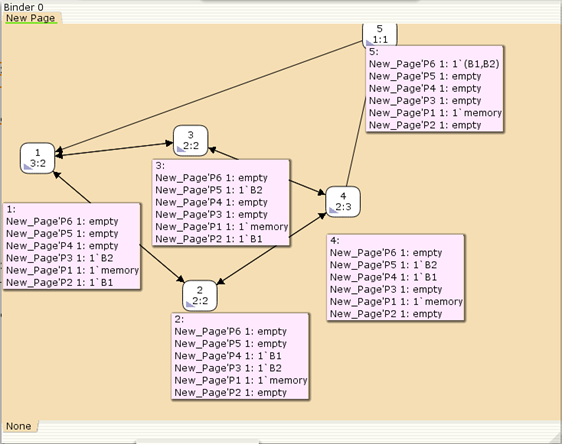 Binder 0
New Page
5
1:1
5:
New_Page'P6 1: 1`(B1,B2)
New_Page'P5 1: empty
New_Page'P4 1: empty
New_Page'P3 1: empty
New_Page'P1 1: 1`memory
New_Page'P2 1: empty
3
2:2
1
3:2
3:
New_Page'P6 1: empty
New_Page'P5 1: 1`B2
New_Page'P4 1: empty
New_Page'P3 1: empty
New_Page'P1 1: 1`memory
New_Page'P2 1: 1`B1
4
2:3
1:
New_Page'P6 1: empty
New_Page'P5 1: empty
New_Page'P4 1: empty
New_Page'P3 1: 1`B2
New_Page'P1 1: 1`memory
New_Page'P2 1: 1`B1
4:
New_Page'P6 1: empty
New_Page'P5 1: 1`B2
New_Page'P4 1: 1`B1
New_Page'P3 1: empty
New_Page'P1 1: 1`memory
New_Page'P2 1: empty
2
2:2
2:
New_Page'P6 1: empty
New_Page'P5 1: empty
New_Page'P4 1: 1`B1
New_Page'P3 1: 1`B2
New_Page'P1 1: 1`memory
New_Page'P2 1: empty
None